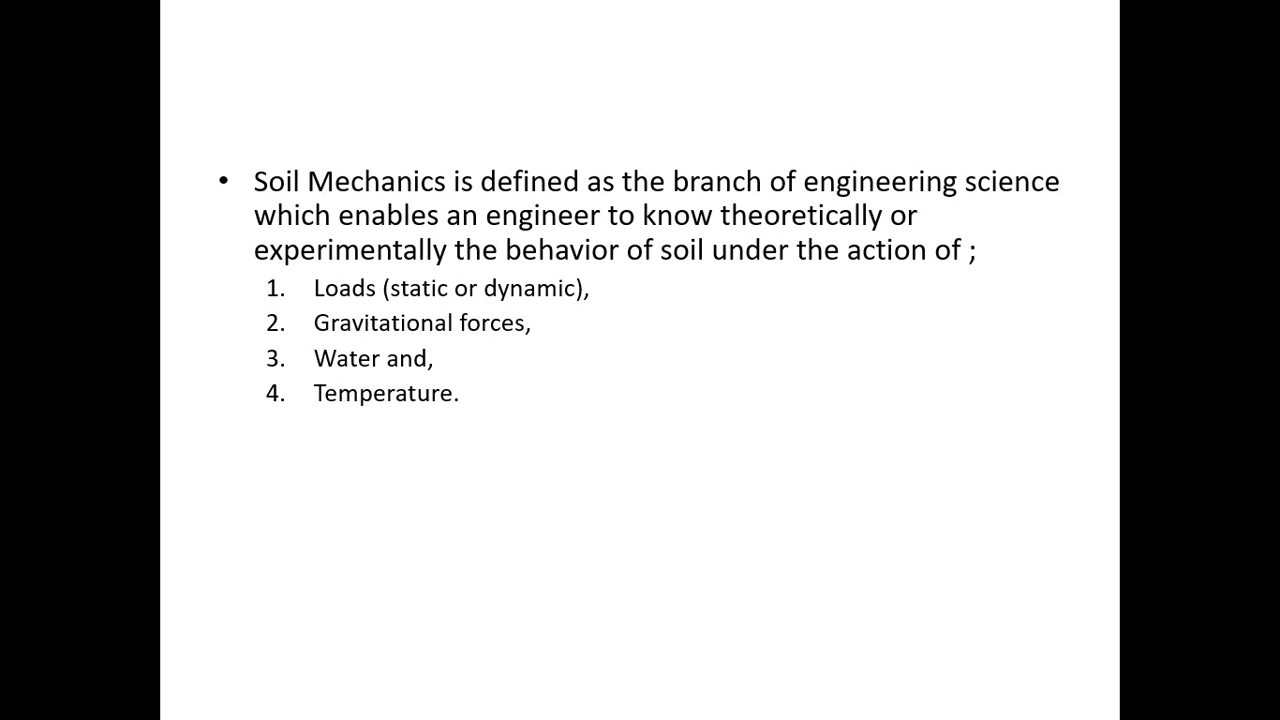 • Soil Mechanics is defined as the branch of engineering science
which enables an engineer to know theoretically or
experimentally the behavior of soil under the action of ;
1. Loads (static or dynamic),
2. Gravitational forces,
3. Water and,
4. Temperature.